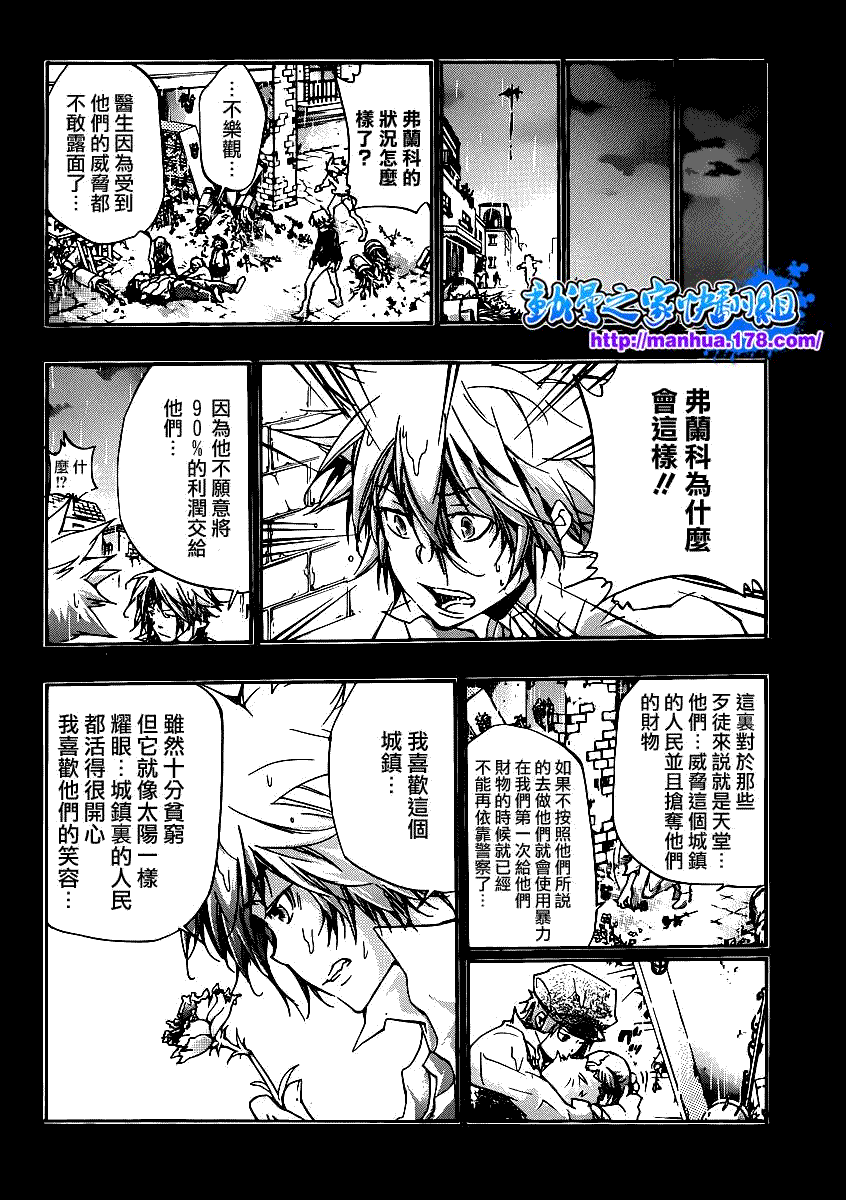 弗蘭科的
狀況怎麼
樣了?
…不樂觀…
醫生因為受到
他們的威脅都
不敢露面了…
動漫之家快翻組
http://manhua.178.com/
弗蘭科為什麼
會這樣!!
因為他不願意將
90%的利潤交給
他們…
什
麼!?
這裏對於那些
歹徒來說就是天堂…
他們…威脅這個城鎮
的人民並且搶奪他們
的財物
如果不按照他們所說
的去做他們就會使用暴力
在我們第一次給他們
財物的時候就已經
不能再依靠警察了…
我喜歡這個
城鎮…
雖然十分貧窮
但它就像太陽一樣
耀眼…城鎮裏的人民
都活得很開心
我喜歡他們的笑容…